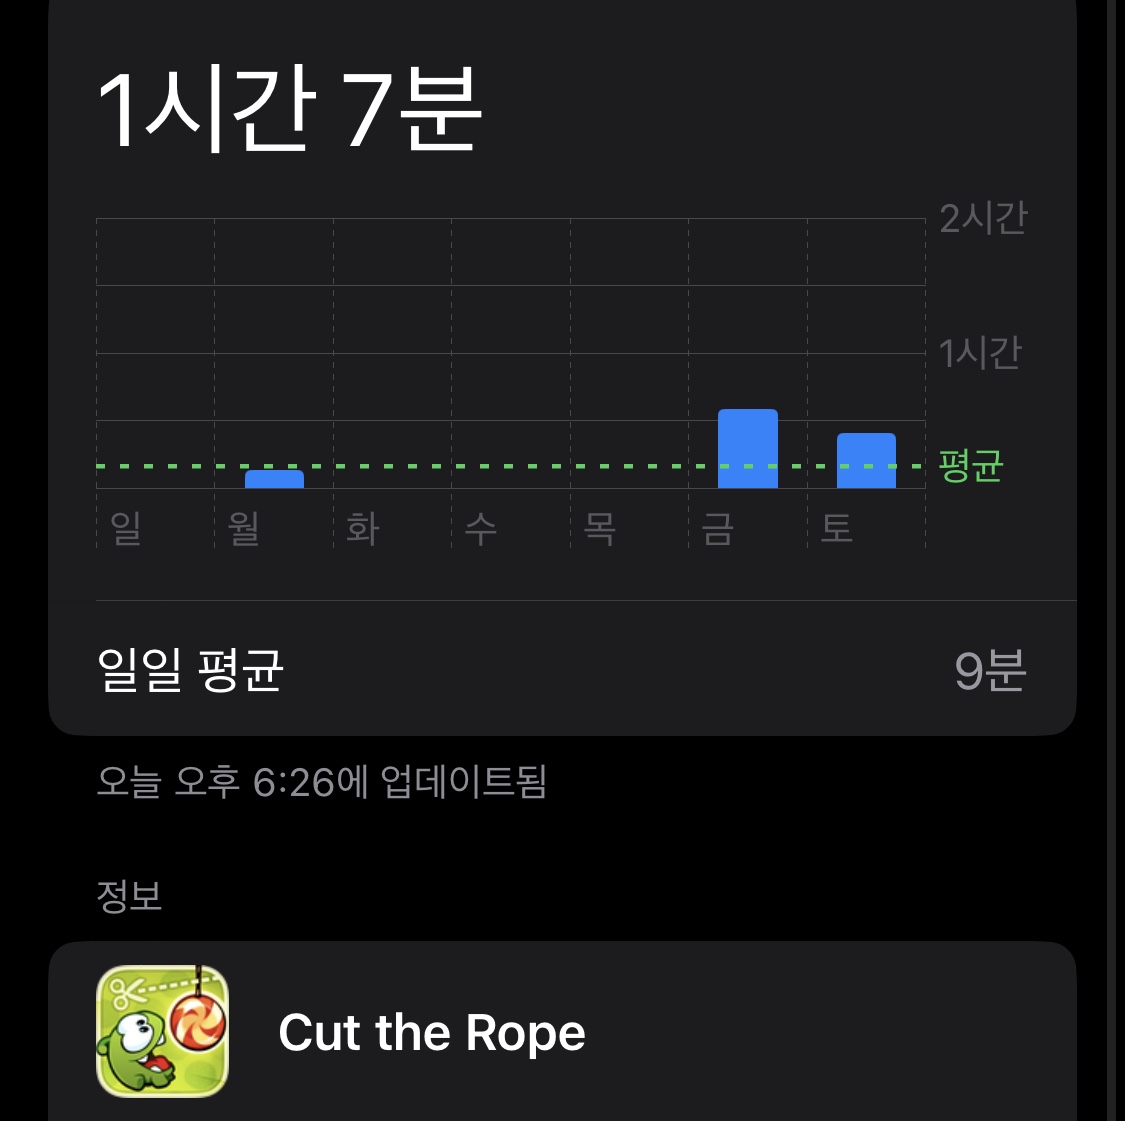 1시간 7분
2시간
1시간
평균
일 월 화 수 목 금 토
일일 평균 9분
오늘 오후 6:26에 업데이트됨
정보
Cut the Rope